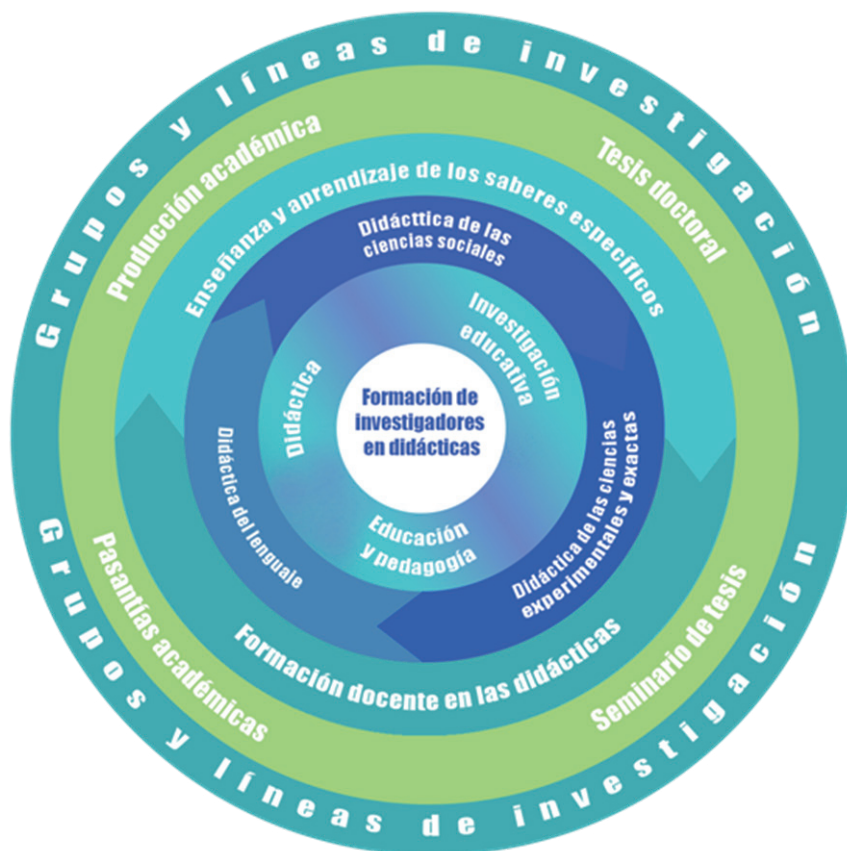 Grupos y líneas de investigación
Producción académica
Tesis doctoral
Enseñanza y aprendizaje de los saberes específicos
Didácttica de las
ciencias sociales
Investigación
educativa
Didáctica
Formación de
investigadores
en didácticas
Educación
y pedagogía
Didáctica del lenguaje
Didáctica de las ciencias
experimentales y exactas
Formación docente en las didácticas
Pasantías académicas
Seminario de tesis
Grupos y líneas de investigación